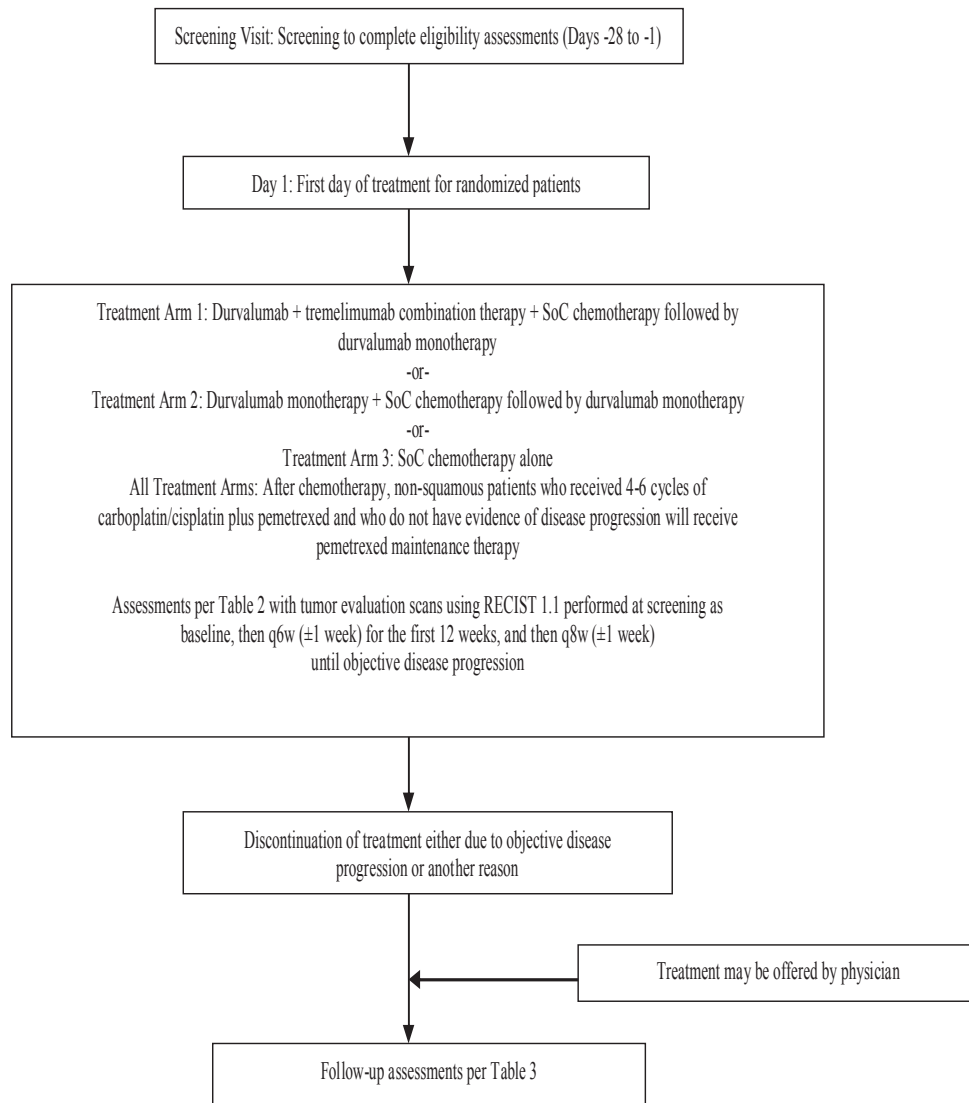 Screening Visit: Screening to complete eligibility assessments (Days -28 to -1)
Day 1: First day of treatment for randomized patients
Treatment Arm 1: Durvalumab + tremelimumab combination therapy + SoC chemotherapy followed by
durvalumab monotherapy
-or-
Treatment Arm 2: Durvalumab monotherapy + SoC chemotherapy followed by durvalumab monotherapy
-or-
Treatment Arm 3: SoC chemotherapy alone
All Treatment Arms: After chemotherapy, non-squamous patients who received 4-6 cycles of
carboplatin/cisplatin plus pemetrexed and who do not have evidence of disease progression will receive
pemetrexed maintenance therapy
Assessments per Table 2 with tumor evaluation scans using RECIST 1.1 performed at screening as
baseline, then q6w (±1 week) for the first 12 weeks, and then q8w (±1 week)
until objective disease progression
Discontinuation of treatment either due to objective disease
progression or another reason
Treatment may be offered by physician
Follow-up assessments per Table 3